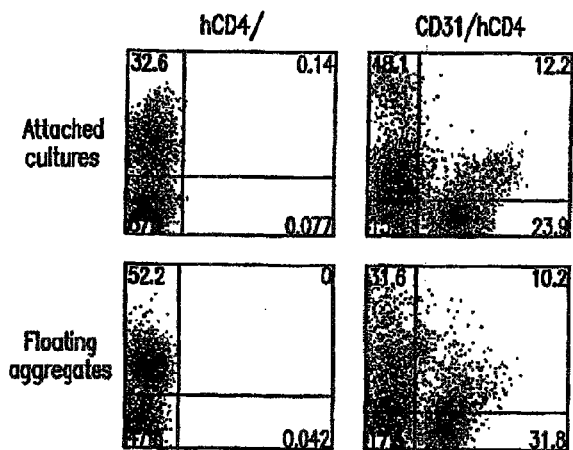 hCD4/ CD31/hCD4
32.6 0.14 48.1 12.2
Attached
cultures
0.077 23.9
52.2 0 31.6 10.2
Floating
aggregates
0.042 31.8